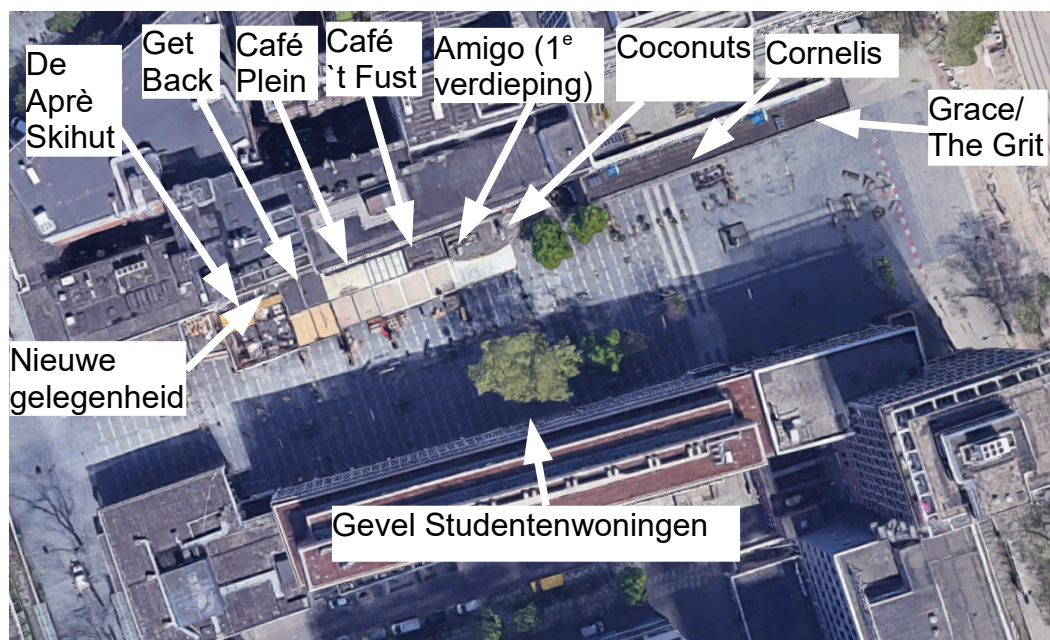 De
Aprè
Skihut
Get
Back
Café
Plein
Café
`t Fust
Amigo (1e
verdieping)
Coconuts
Cornelis
Grace/
The Grit
Nieuwe
gelegenheid
Gevel Studentenwoningen